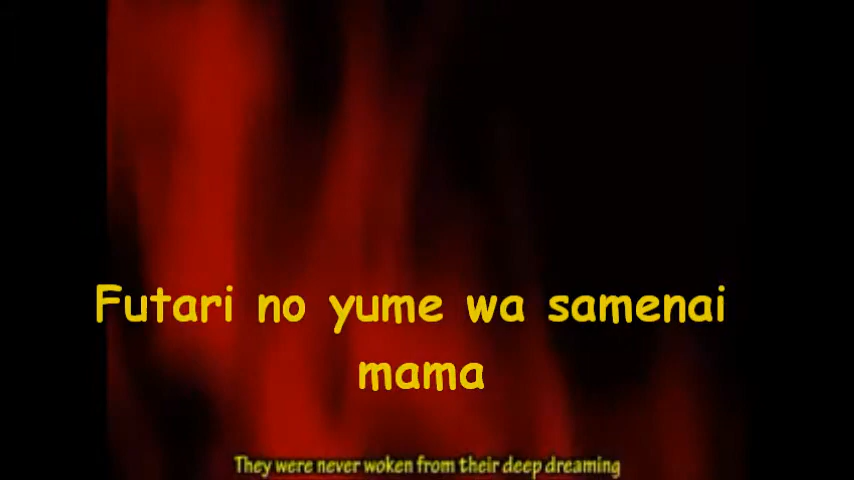 Futari no yume wa samenai
mama
They were never woken from their deep dreaming